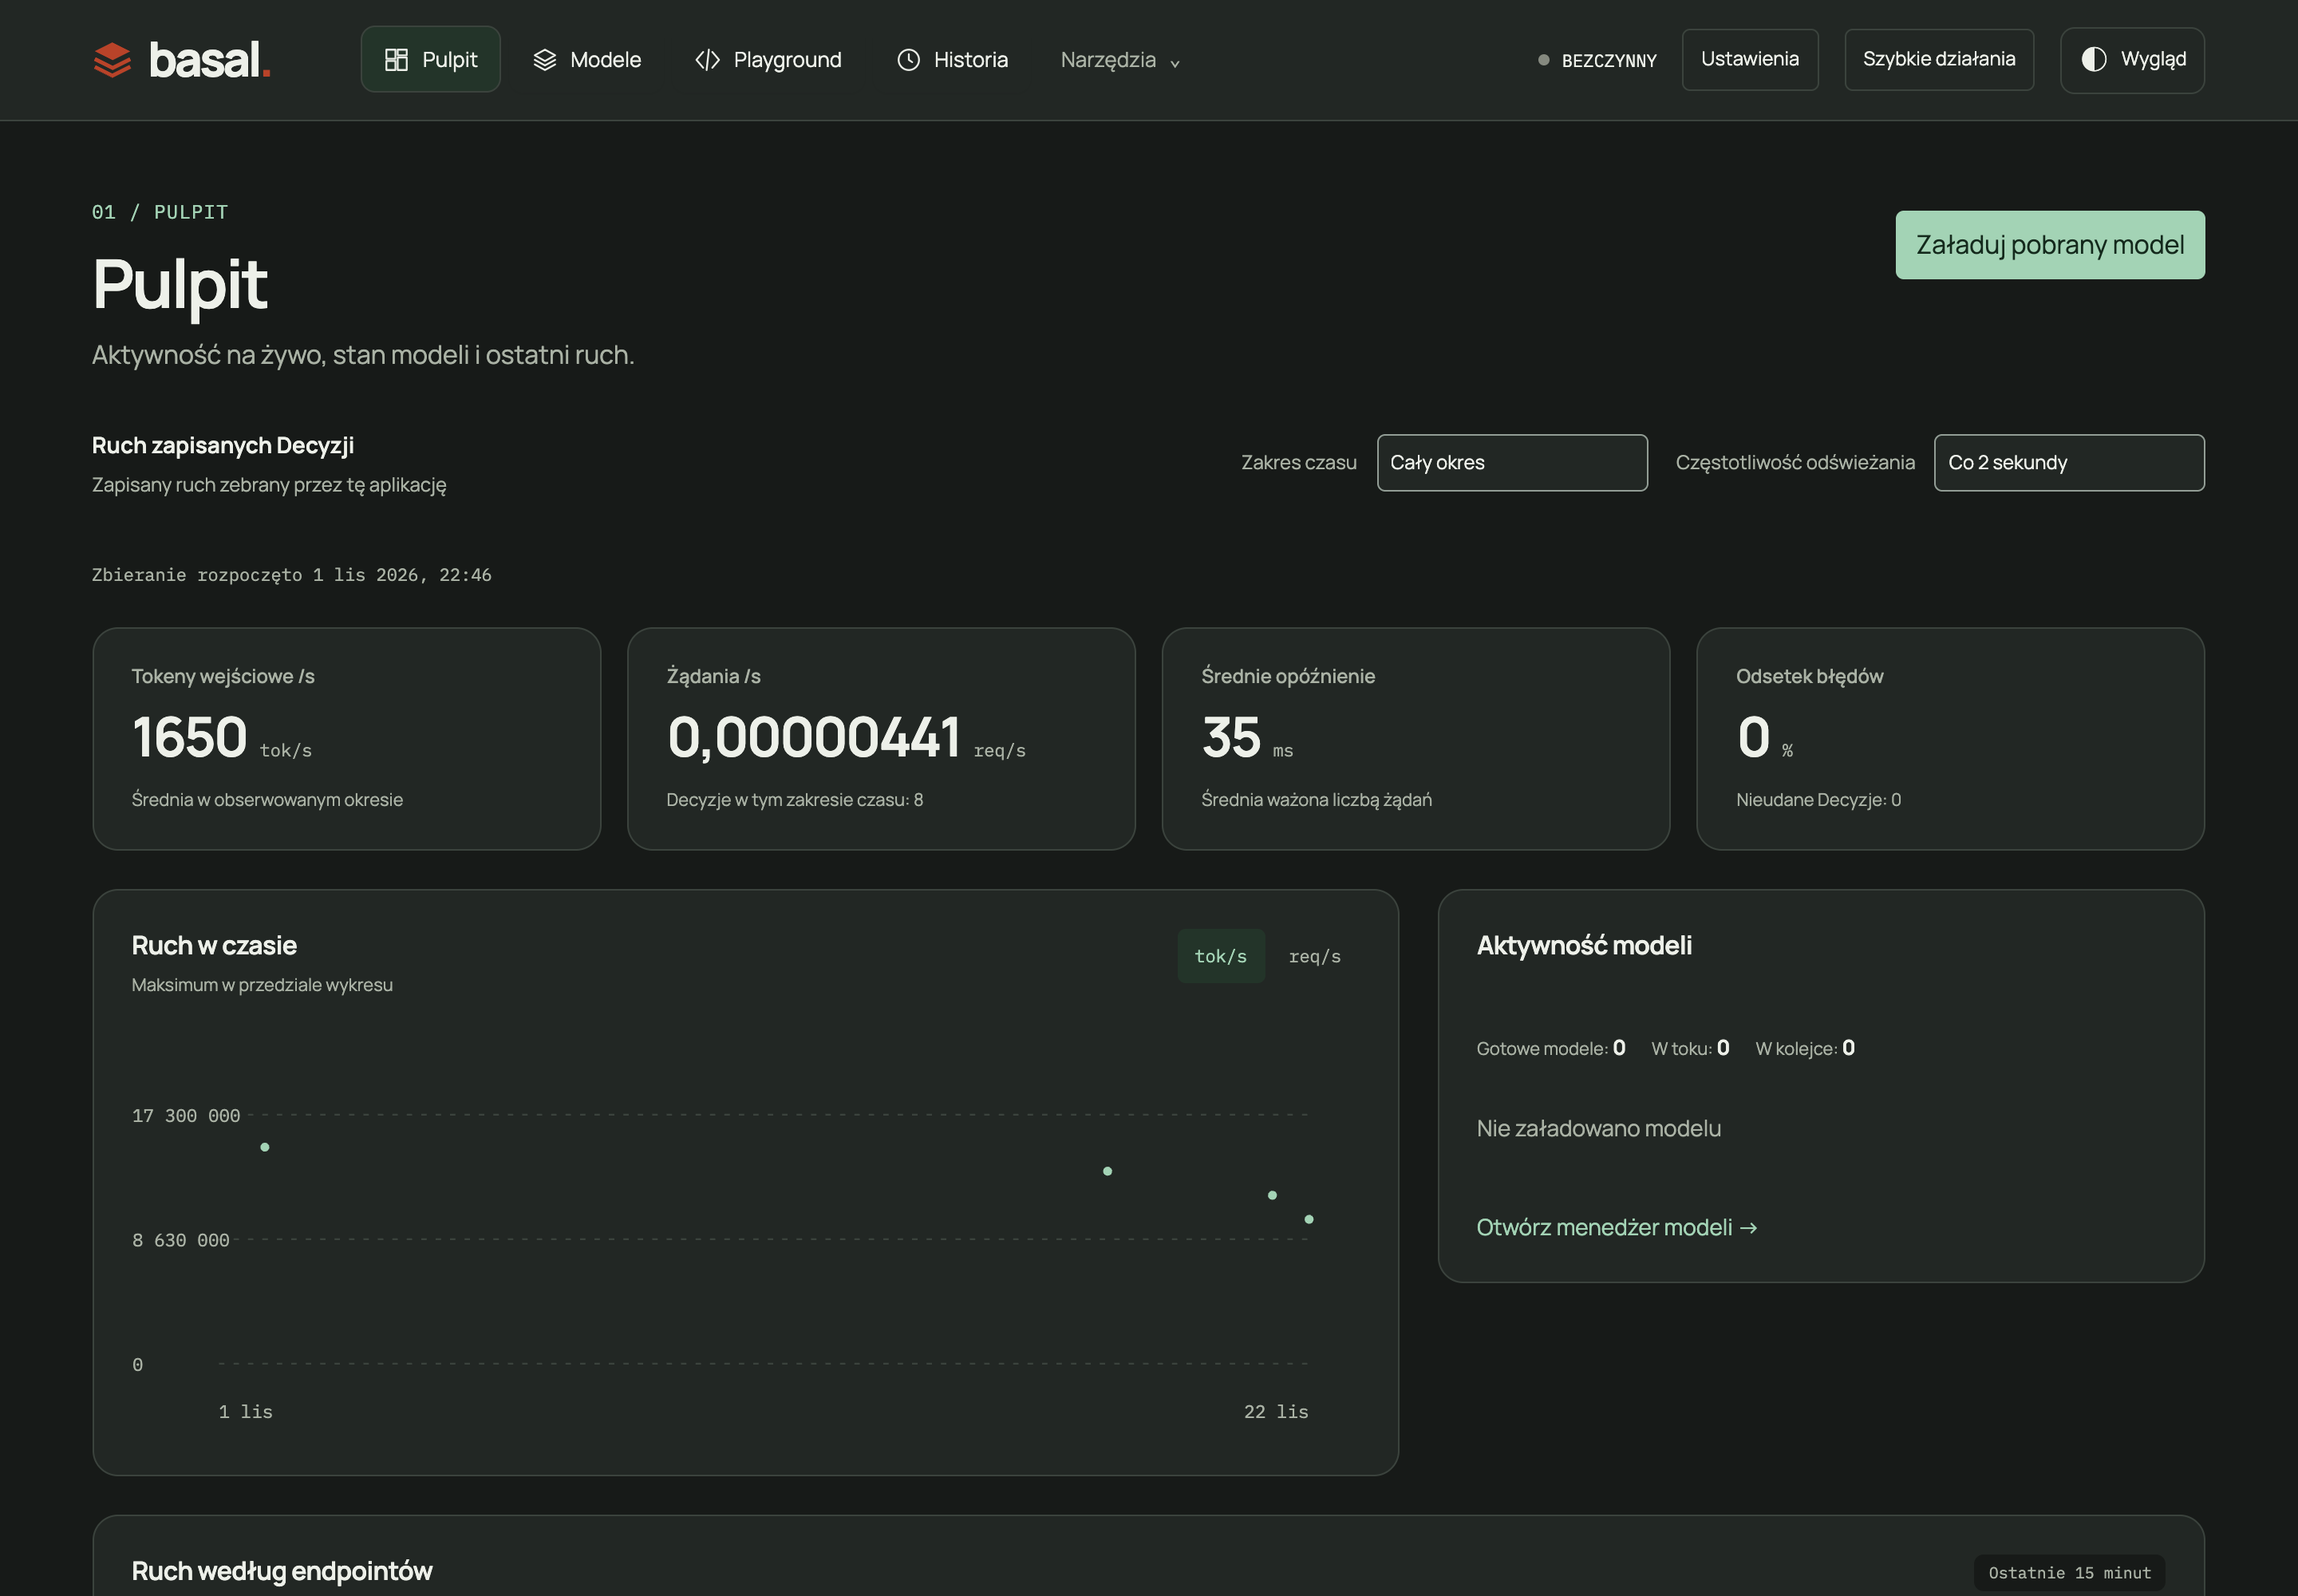 basal.
Pulpit
Modele
Playground
Historia
Narzędzia
BEZCZYNNY
Ustawienia
Szybkie działania
Wygląd
01 / PULPIT
Pulpit
Aktywność na żywo, stan modeli i ostatni ruch.
Załaduj pobrany model
Ruch zapisanych Decyzji
Zapisany ruch zebrany przez tę aplikację
Zakres czasu
Cały okres
Częstotliwość odświeżania
Co 2 sekundy
Zbieranie rozpoczęto 1 lis 2026, 22:46
Tokeny wejściowe /s
1650 tok/s
Średnia w obserwowanym okresie
Żądania /s
0,00000441 req/s
Decyzje w tym zakresie czasu: 8
Średnie opóźnienie
35 ms
Średnia ważona liczbą żądań
Odsetek błędów
0 %
Nieudane Decyzje: 0
Ruch w czasie
Maksimum w przedziale wykresu
tok/s
req/s
17 300 000
8 630 000
0
1 lis
22 lis
Aktywność modeli
Gotowe modele: 0 W toku: 0 W kolejce: 0
Nie załadowano modelu
Otwórz menedżer modeli →
Ruch według endpointów
Ostatnie 15 minut